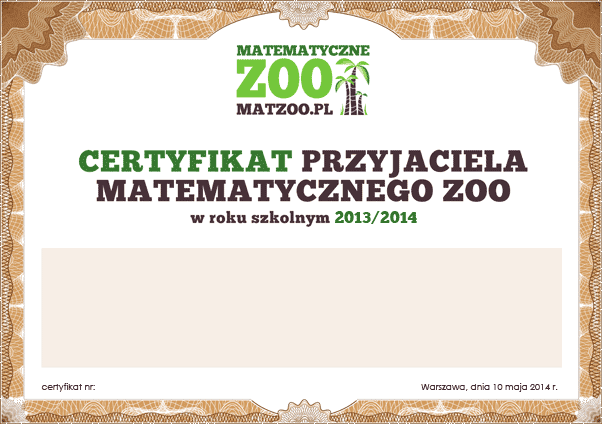 MATEMATYCZNE
ZOO
MATZOO.PL
CERTYFIKAT PRZYJACIELA
MATEMATYCZNEGO ZOO
w roku szkolnym 2013/2014
certyfikat nr:
Warszawa, dnia 10 maja 2014 r.